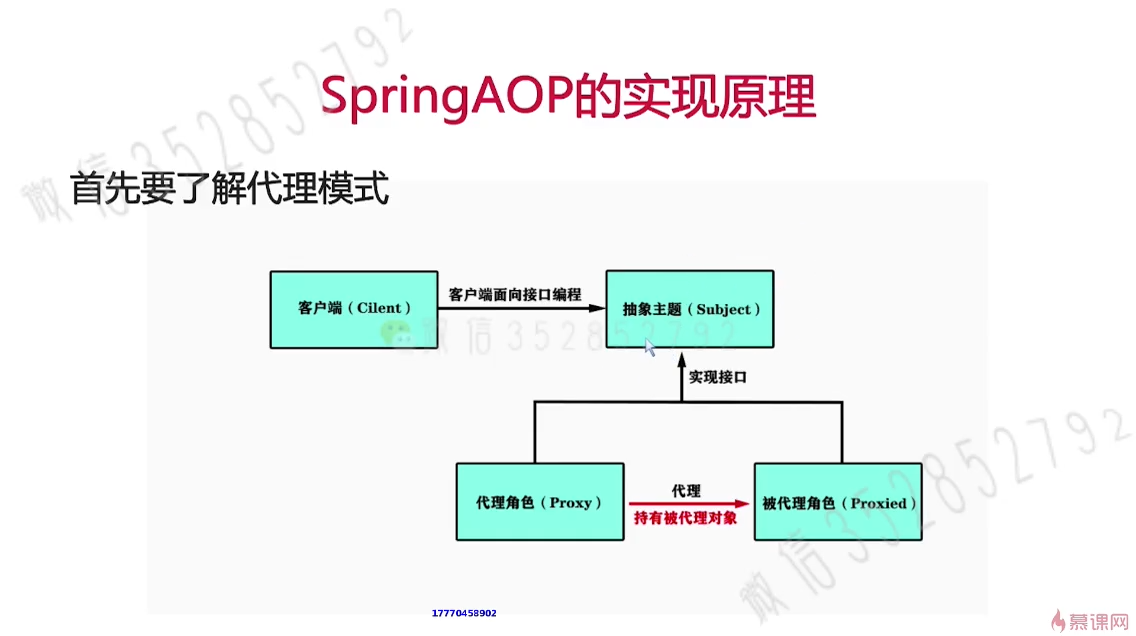 SpringAOP的实现原理
微信352852792
首先要了解代理模式
客户端（Cilent）
客户端面向接口编程
抽象主题（Subject）
微信352852792
实现接口
代理角色（Proxy）
代理
持有被代理对象
被代理角色（Proxied）
微信352852792
17770458902
慕课网